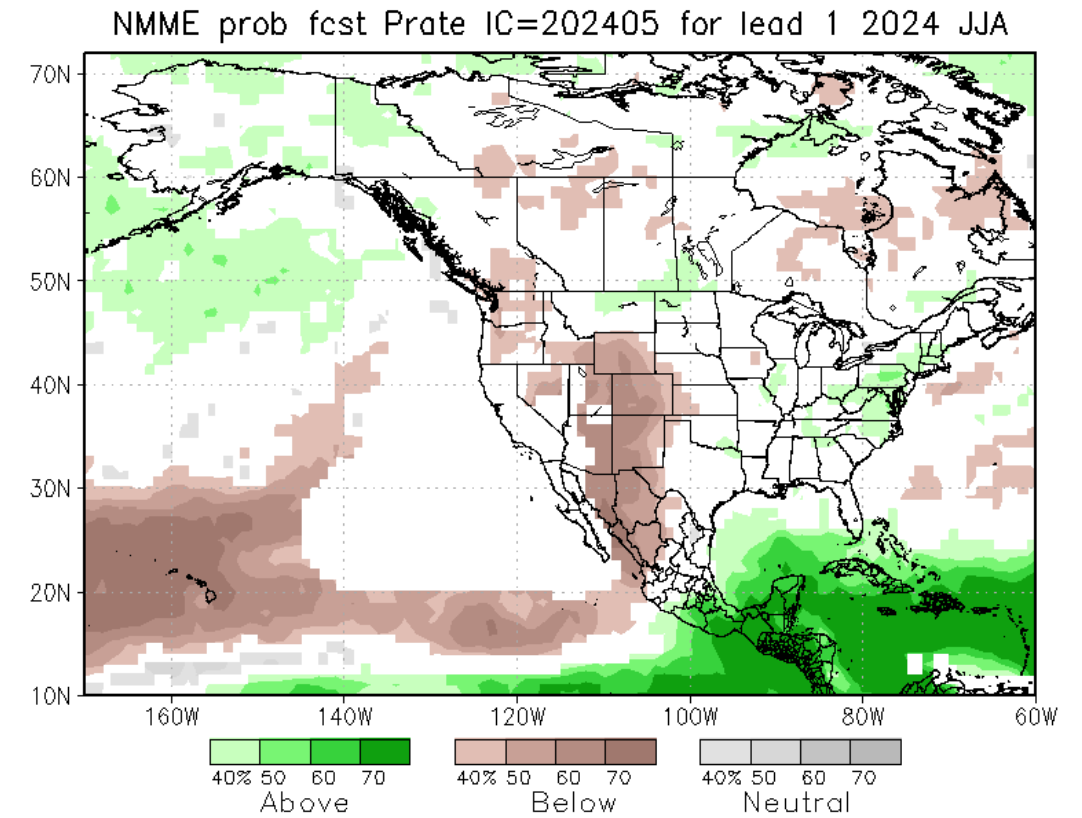 NMME prob fcst Prate IC=202405 for lead 1 2024 JJA
70N
60N
50N
40N
30N
20N
10N
160W 140W 120W 100W 80W 60W
40% 50 60 70 40% 50 60 70 40% 50 60 70
Above Below Neutral